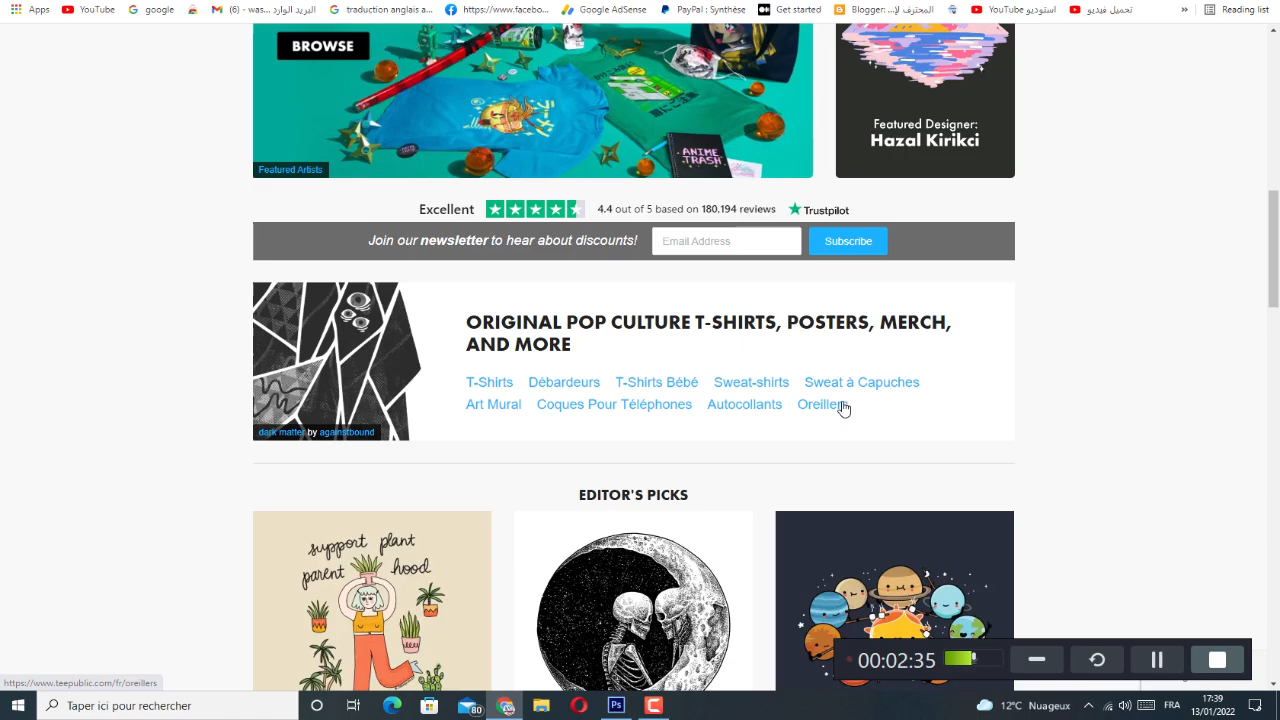 Apps YouTube google (6) - was... البريد الوارد traduction anglais a... https://www.facebo... Google AdSense PayPal : Synthèse Get started Blogger: المحترف لإ... استوديو YouTube تحميل فيديو » Reading list
BROWSE
ANIME
TRASH
Featured Artists
Featured Designer:
Hazal Kirikci
Excellent 4.4 out of 5 based on 180.194 reviews Trustpilot
Join our newsletter to hear about discounts! Email Address Subscribe
ORIGINAL POP CULTURE T-SHIRTS, POSTERS, MERCH,
AND MORE
T-Shirts Débardeurs T-Shirts Bébé Sweat-shirts Sweat à Capuches
Art Mural Coques Pour Téléphones Autocollants Oreillers
dark matter by againstbound
EDITOR'S PICKS
support plant
parent hood
00:02:35
https://www.teepublic.com/fr/oreillers
Taper ici pour rechercher
80
Ps
12°C Nuageux
FR
17:39
13/01/2022